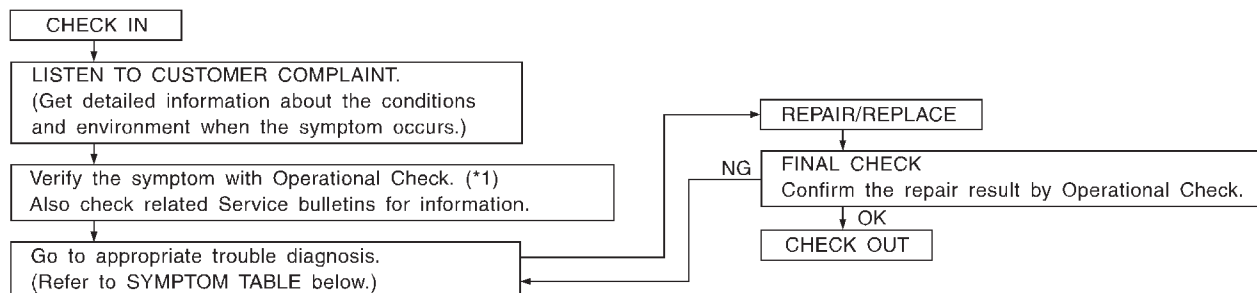 CHECK IN
LISTEN TO CUSTOMER COMPLAINT.
(Get detailed information about the conditions
and environment when the symptom occurs.)
Verify the symptom with Operational Check. (*1)
Also check related Service bulletins for information.
Go to appropriate trouble diagnosis.
(Refer to SYMPTOM TABLE below.)
REPAIR/REPLACE
NG
FINAL CHECK
Confirm the repair result by Operational Check.
OK
CHECK OUT